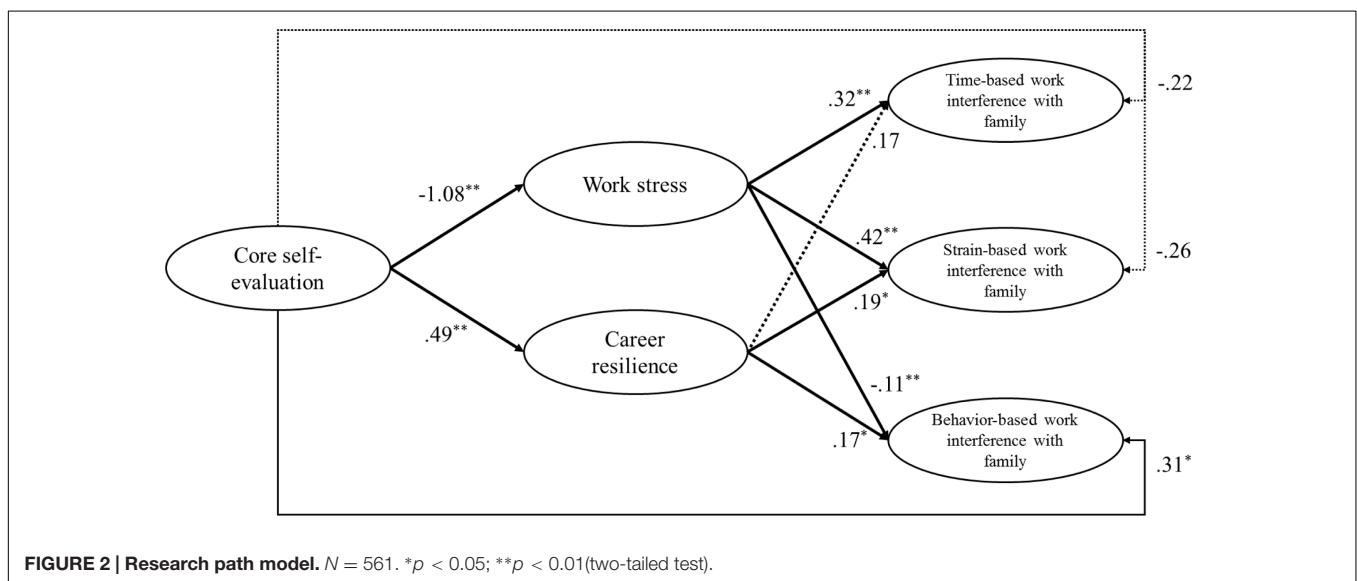 Time-based work
interference with
family
-.22
.32**
.17
-1.08**
Work stress
Core self-
evaluation
.42**
Strain-based work
interference with
family
-.26
.19*
.49**
Career
resilience
-.11**
.17*
Behavior-based work
interference with
family
.31*
FIGURE 2 | Research path model. N = 561. *p < 0.05; **p < 0.01(two-tailed test).